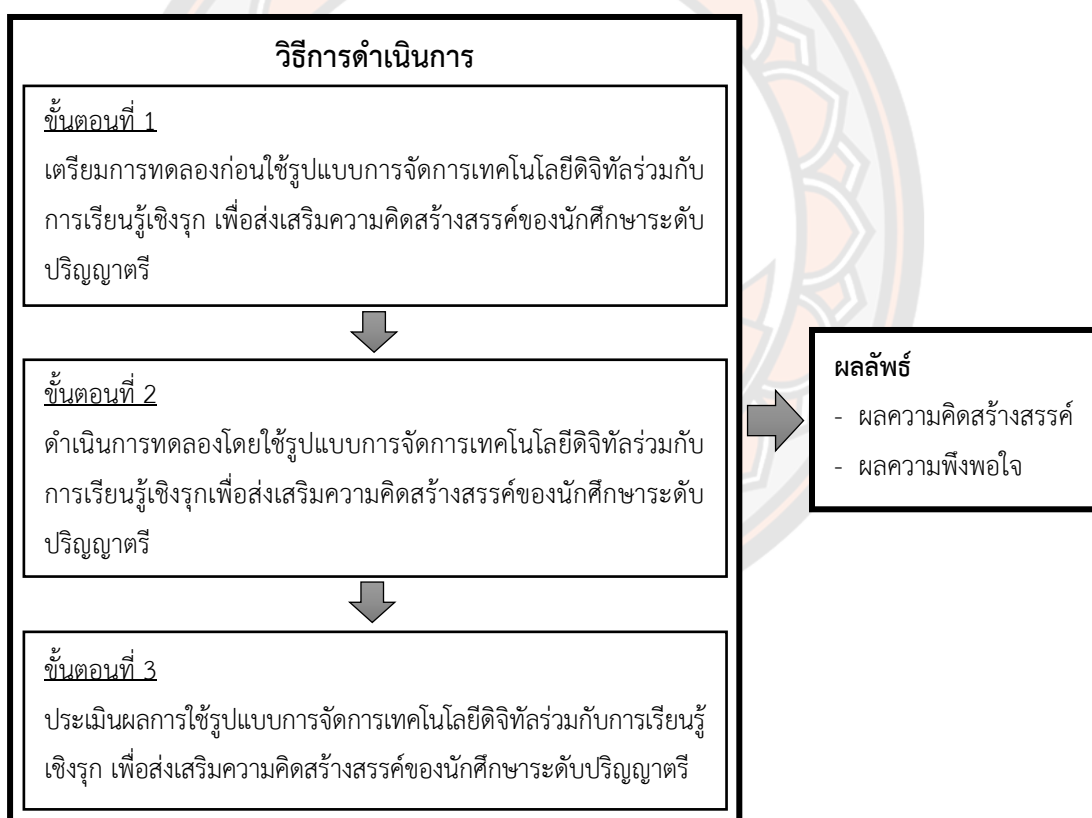 วิธีการดำเนินการ
ขั้นตอนที่ 1
เตรียมการทดลองก่อนใช้รูปแบบการจัดการเทคโนโลยีดิจิทัลร่วมกับ
การเรียนรู้เชิงรุก เพื่อส่งเสริมความคิดสร้างสรรค์ของนักศึกษาระดับ
ปริญญาตรี
ขั้นตอนที่ 2
ดำเนินการทดลองโดยใช้รูปแบบการจัดการเทคโนโลยีดิจิทัลร่วมกับ
การเรียนรู้เชิงรุกเพื่อส่งเสริมความคิดสร้างสรรค์ของนักศึกษาระดับ
ปริญญาตรี
ขั้นตอนที่ 3
ประเมินผลการใช้รูปแบบการจัดการเทคโนโลยีดิจิทัลร่วมกับการเรียนรู้
เชิงรุก เพื่อส่งเสริมความคิดสร้างสรรค์ของนักศึกษาระดับปริญญาตรี
ผลลัพธ์
- ผลความคิดสร้างสรรค์
- ผลความพึงพอใจ